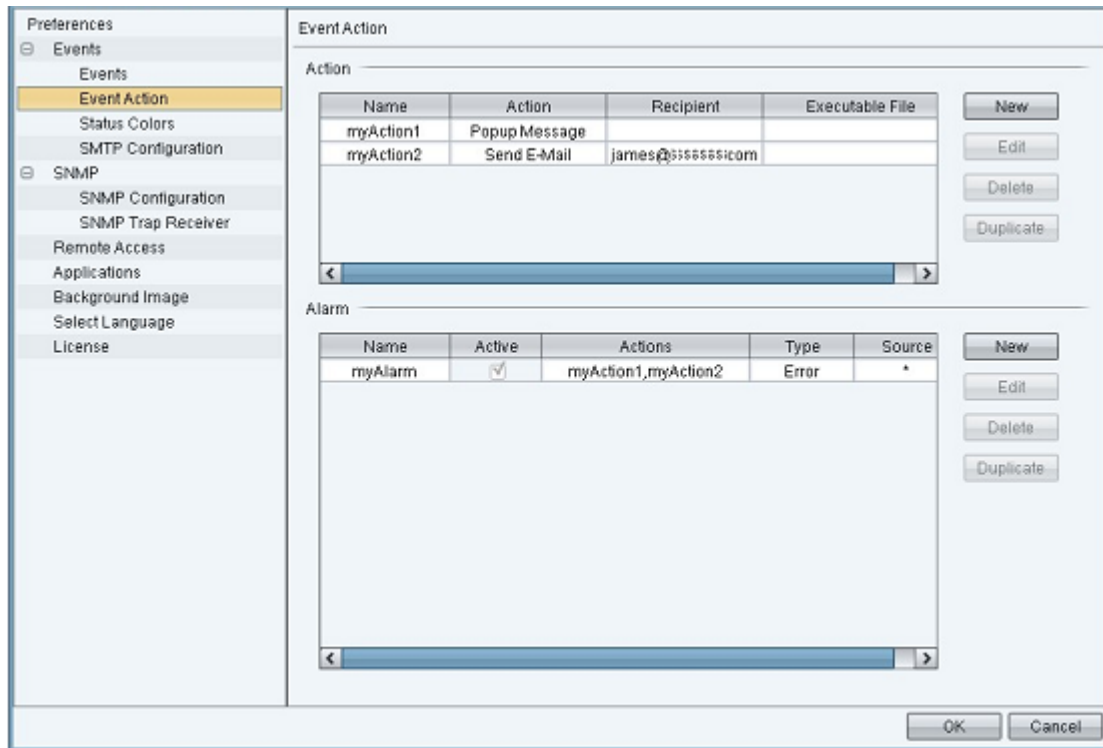 Preferences
Events
Events
Event Action
Status Colors
SMTP Configuration
SNMP
SNMP Configuration
SNMP Trap Receiver
Remote Access
Applications
Background Image
Select Language
License
Event Action
Action
Name Action Recipient Executable File
myAction1 Popup Message
myAction2 Send E-Mail
New
Edit
Delete
Duplicate
Alarm
Name Active Actions Type Source
myAlarm myAction1,myAction2 Error *
New
Edit
Delete
Duplicate
OK Cancel